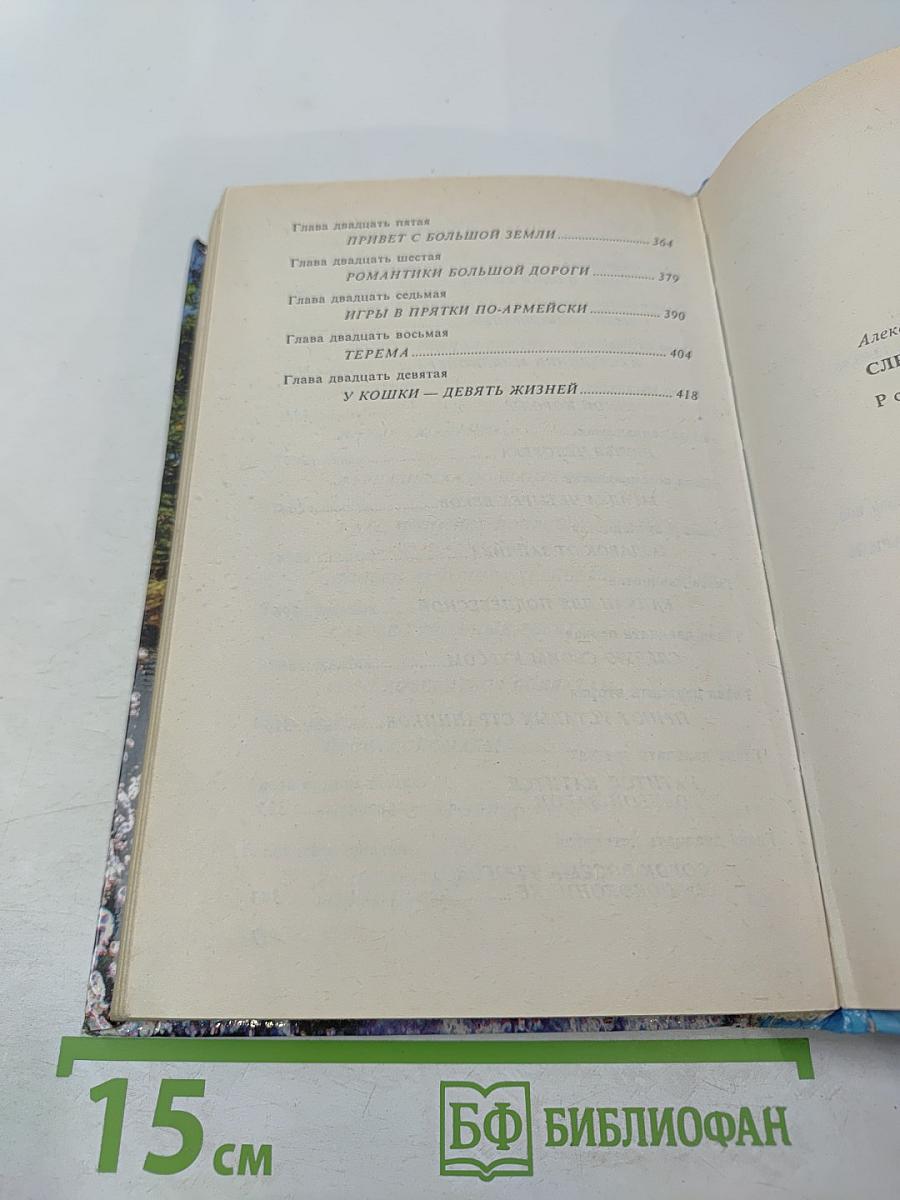 Глава двадцать пятая
ПРИВЕТ С БОЛЬШОЙ ЗЕМЛИ 364
Глава двадцать шестая
РОМАНТИКИ БОЛЬШОЙ ДОРОГИ 379
Глава двадцать седьмая
ИГРЫ В ПРЯТКИ ПО-АРМЕЙСКИ 390
Глава двадцать восьмая
ТЕРЕМА 404
Глава двадцать девятая
У КОШКИ — ДЕВЯТЬ ЖИЗНЕЙ 418
Алекс
СЛЕ
Р О
15 см
БФ БИБЛИОФАН